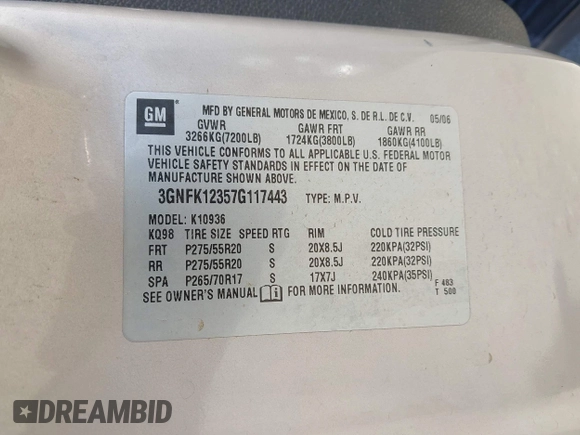 GM
MFD BY GENERAL MOTORS DE MEXICO, S. DE R.L. DE C.V. 05/06
GVWR GAWR FRT GAWR RR
3266KG(7200LB) 1724KG(3800LB) 1860KG(4100LB)
THIS VEHICLE CONFORMS TO ALL APPLICABLE U.S. FEDERAL MOTOR
VEHICLE SAFETY STANDARDS IN EFFECT ON THE DATE OF
MANUFACTURE SHOWN ABOVE.
3GNFK12357G117443 TYPE: M.P.V.
MODEL: K10936
KQ98 TIRE SIZE SPEED RTG RIM COLD TIRE PRESSURE
FRT P275/55R20 S 20X8.5J 220KPA(32PSI)
RR P275/55R20 S 20X8.5J 220KPA(32PSI)
SPA P265/70R17 S 17X7J 240KPA(35PSI)
SEE OWNER'S MANUAL FOR MORE INFORMATION.
F 483
T 500
DREAMBID